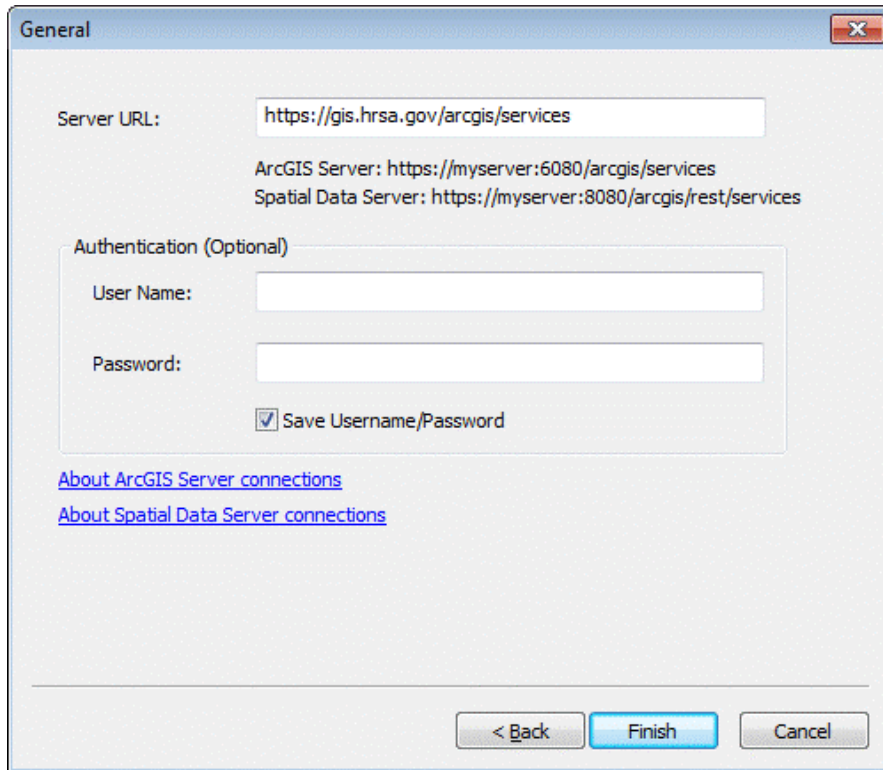 General
Server URL: https://gis.hrsa.gov/arcgis/services
ArcGIS Server: https://myserver:6080/arcgis/services
Spatial Data Server: https://myserver:8080/arcgis/rest/services
Authentication (Optional)
User Name:
Password:
Save Username/Password
About ArcGIS Server connections
About Spatial Data Server connections
< Back Finish Cancel